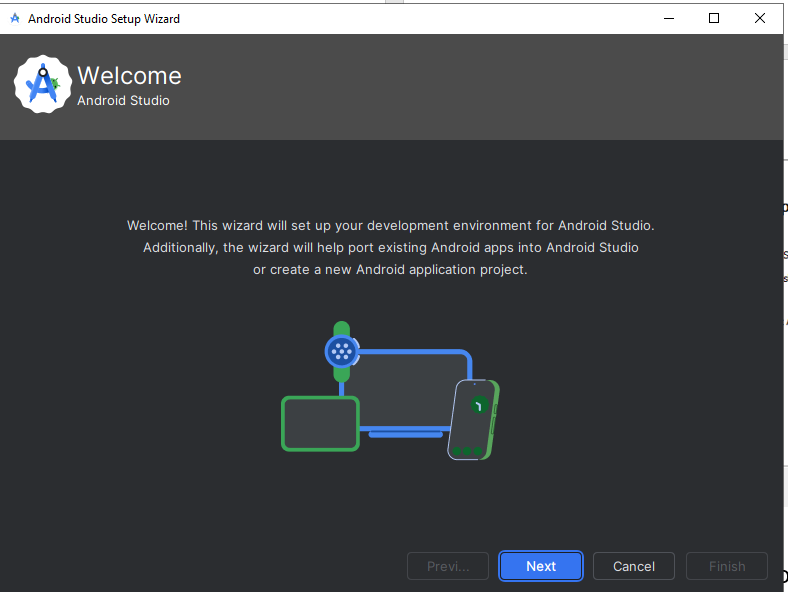 Android Studio Setup Wizard
Welcome
Android Studio
Welcome! This wizard will set up your development environment for Android Studio.
Additionally, the wizard will help port existing Android apps into Android Studio
or create a new Android application project.
Previ...
Next
Cancel
Finish